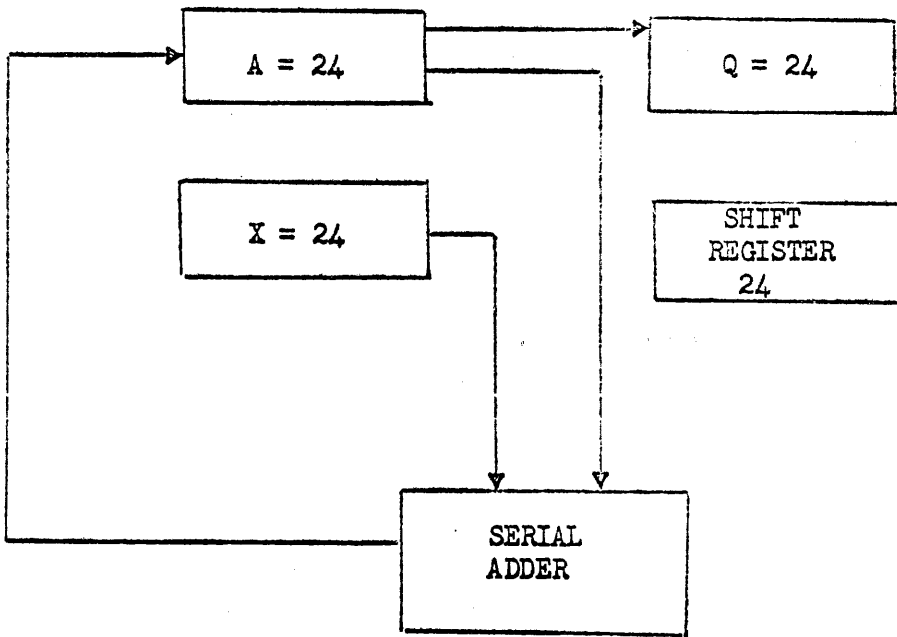 A = 24
Q = 24
X = 24
SHIFT
REGISTER
24
SERIAL
ADDER